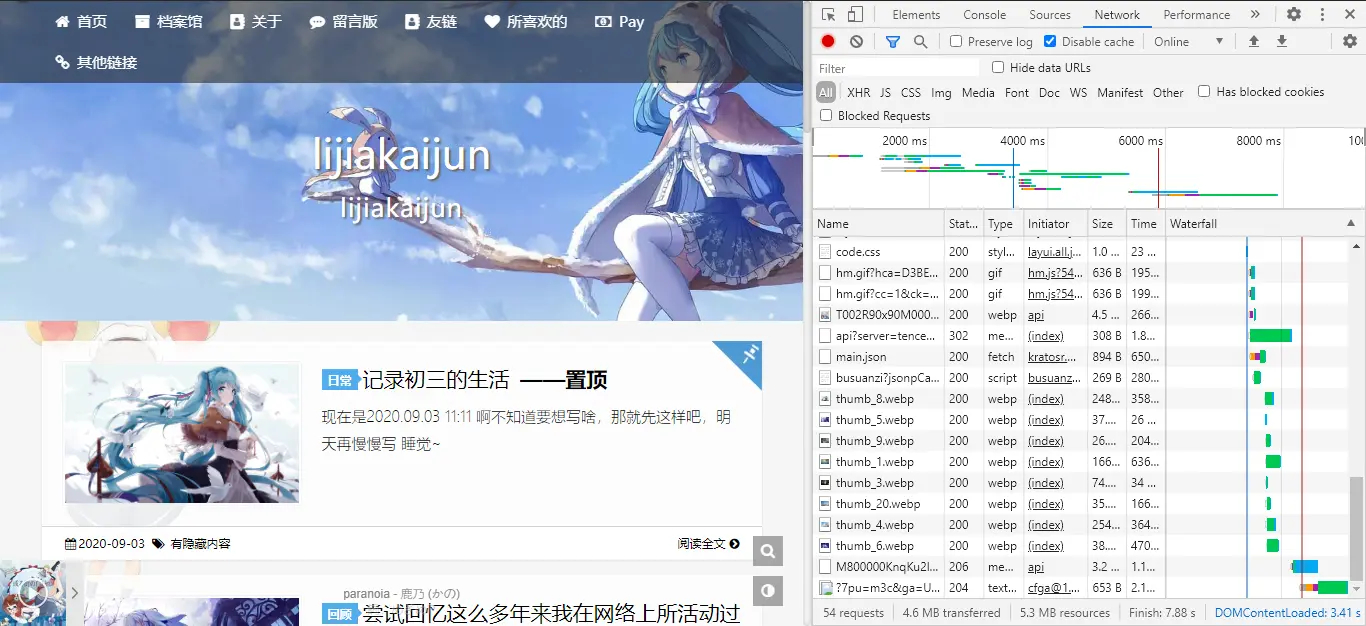 首页 档案馆 关于 留言版 友链 所喜欢的 Pay
其他链接
lijiakaijun
lijiakaijun
日常 记录初三的生活 ——置顶
现在是2020.09.03 11:11 啊不知道要想写啥，那就先这样吧，明
天再慢慢写 睡觉~
2020-09-03 有隐藏内容 阅读全文
paranoia - 鹿乃 (かの)
回顾 尝试回忆这么多年来我在网络上所活动过
Elements Console Sources Network Performance »
Preserve log Disable cache Online
Filter Hide data URLs
All XHR JS CSS Img Media Font Doc WS Manifest Other Has blocked cookies
Blocked Requests
2000 ms 4000 ms 6000 ms 8000 ms 100
Name Stat... Type Initiator Size Time Waterfall
code.css 200 styl... layui.all.j... 1.0 ... 23 ...
hm.gif?hca=D3BE... 200 gif hm.js?54... 636 B 195...
hm.gif?cc=1&ck=... 200 gif hm.js?54... 636 B 199...
T002R90x90M000... 200 webp api 4.5 ... 266...
api?server=tence... 302 me... (index) 308 B 1.8...
main.json 200 fetch kratosr.... 894 B 650...
busuanzi?jsonpCa... 200 script busuanz... 269 B 280...
thumb_8.webp 200 webp (index) 248... 358...
thumb_5.webp 200 webp (index) 37.... 26 ...
thumb_9.webp 200 webp (index) 26.... 204...
thumb_1.webp 200 webp (index) 166... 636...
thumb_3.webp 200 webp (index) 74.... 34 ...
thumb_20.webp 200 webp (index) 35.... 166...
thumb_4.webp 200 webp (index) 254... 364...
thumb_6.webp 200 webp (index) 38.... 470...
M800000KnqKu2l... 206 me... api 3.2 ... 1.1...
?7pu=m3c&ga=U... 204 text... cfga@1... 653 B 2.1...
54 requests 4.6 MB transferred 5.3 MB resources Finish: 7.88 s DOMContentLoaded: 3.41 s